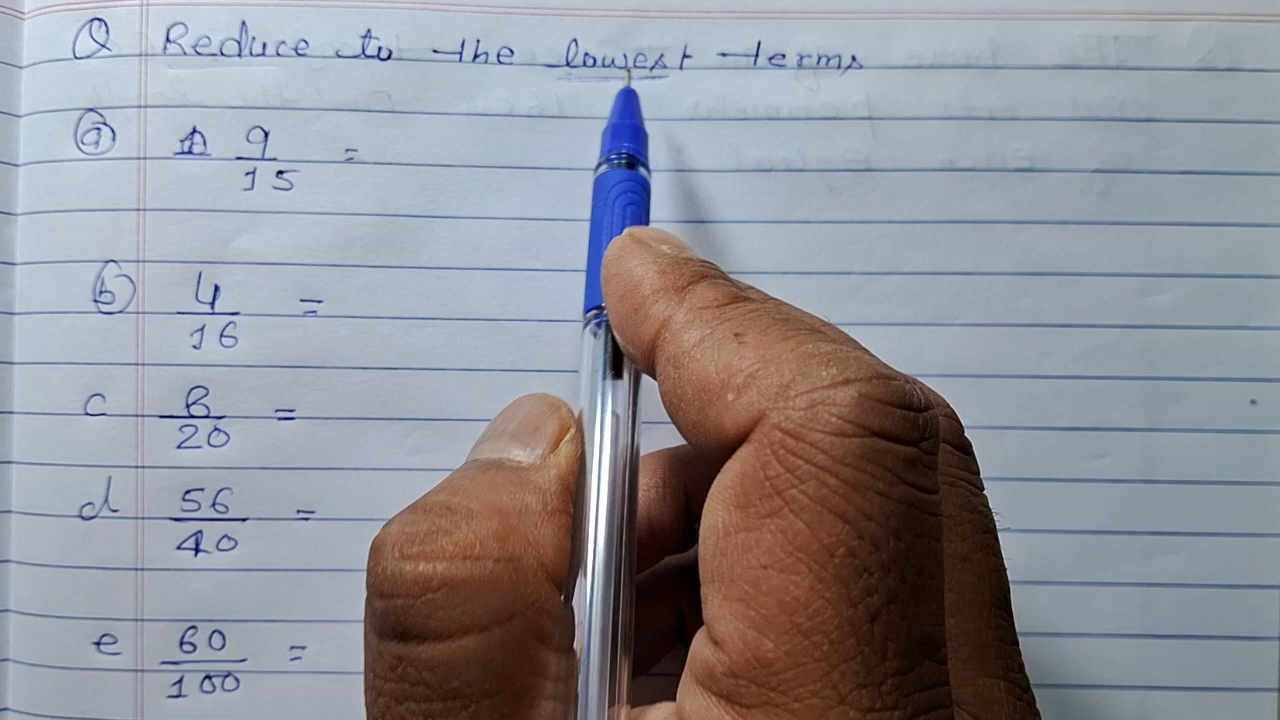 Q Reduce to the lowest terms
a 9/15 =
b 4/16 =
c 8/20 =
d 56/40 =
e 60/100 =